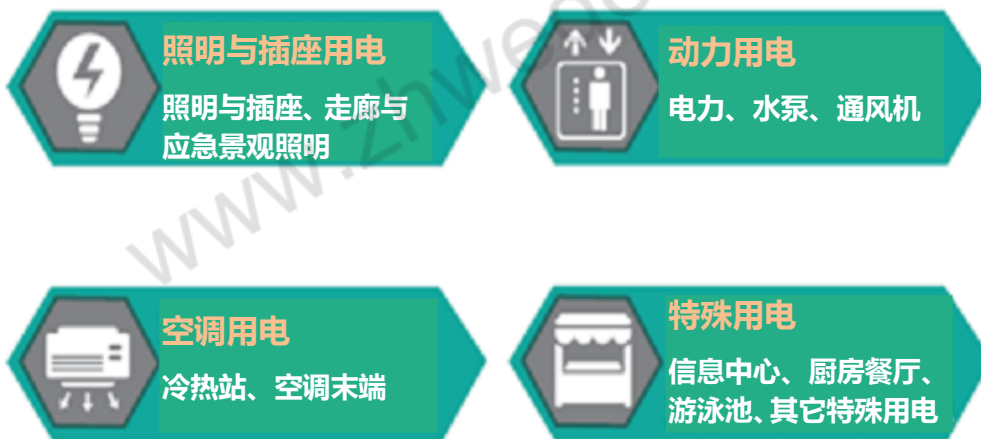 照明与插座用电
照明与插座、走廊与
应急景观照明
动力用电
电力、水泵、通风机
空调用电
冷热站、空调末端
特殊用电
信息中心、厨房餐厅、
游泳池、其它特殊用电